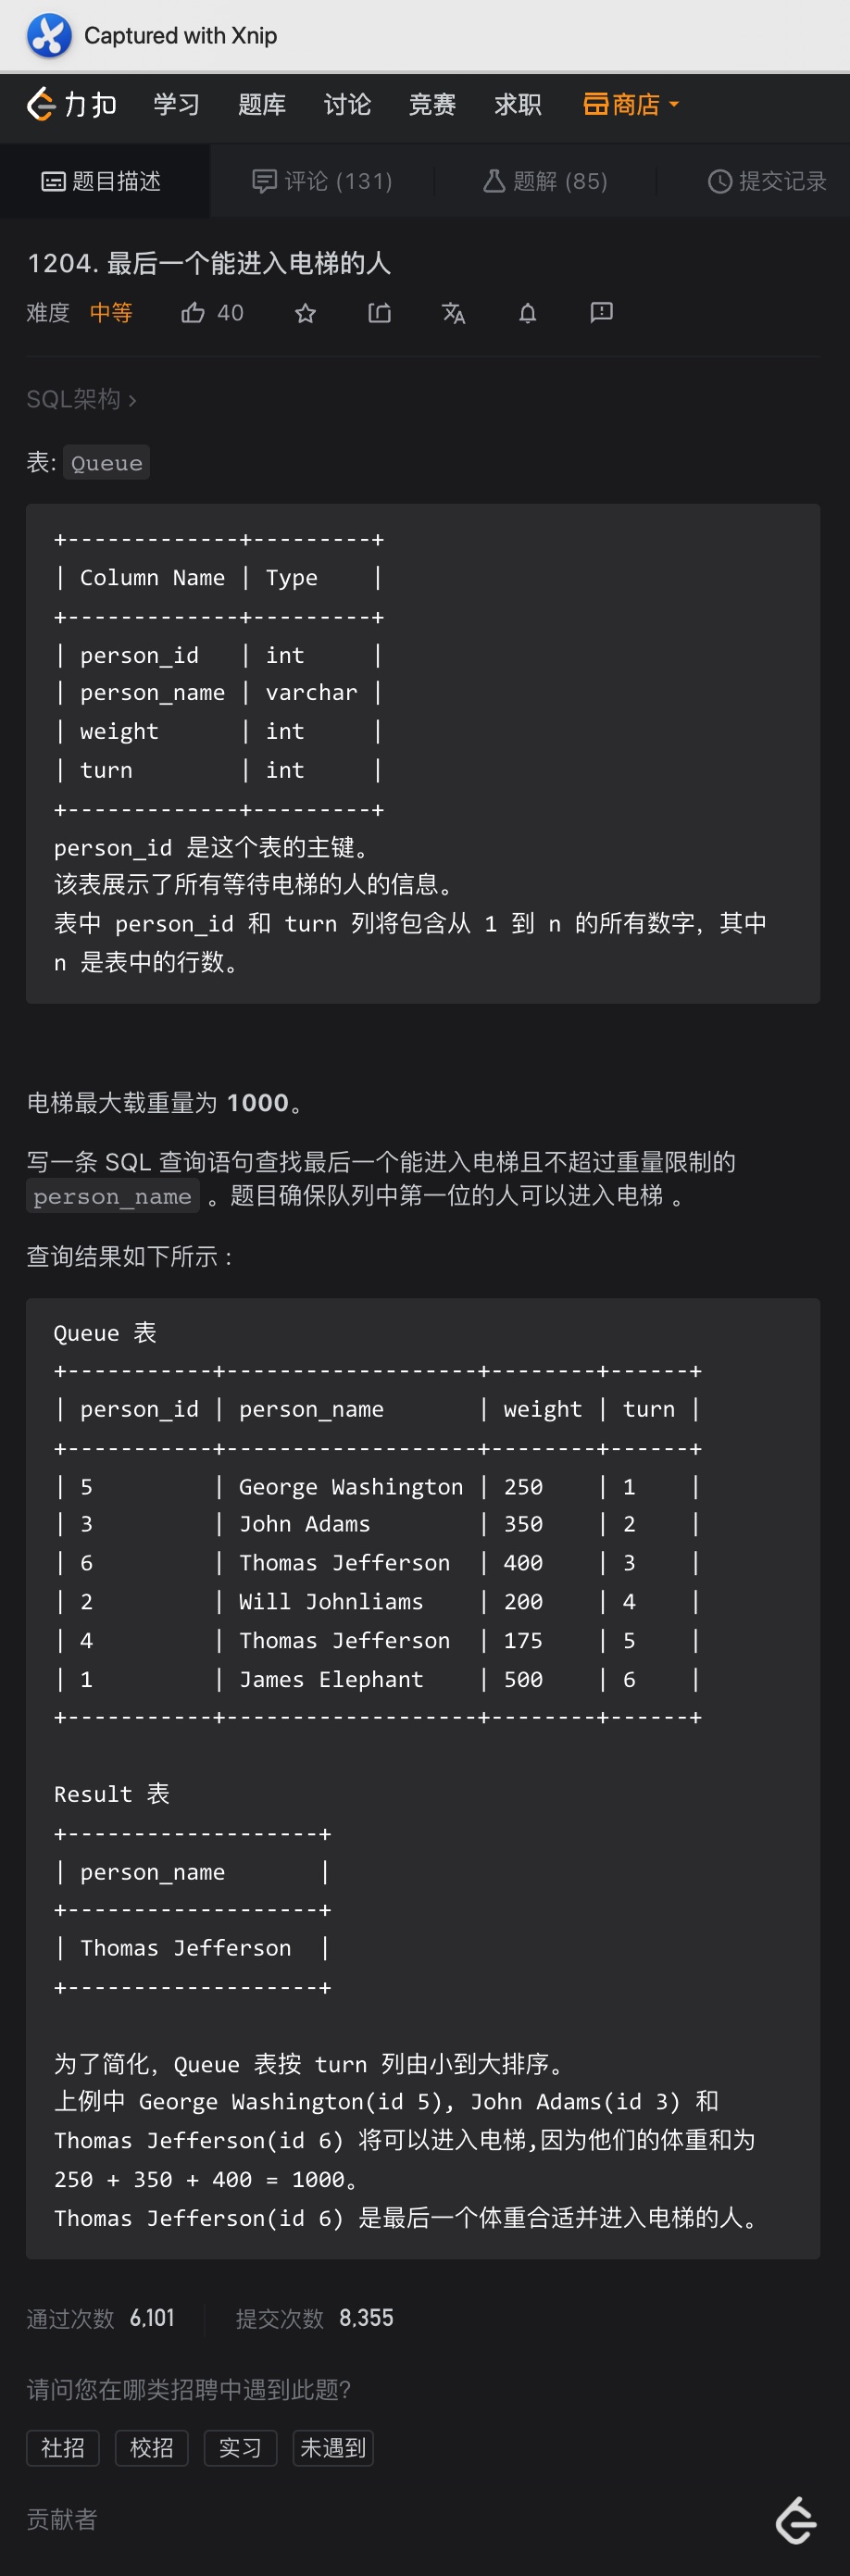 Captured with Xnip
力扣 学习 题库 讨论 竞赛 求职 商店
题目描述 评论 (131) 题解 (85) 提交记录
1204. 最后一个能进入电梯的人
难度 中等 40
SQL架构 ›
表: Queue
+-------------+---------+
| Column Name | Type    |
+-------------+---------+
| person_id   | int     |
| person_name | varchar |
| weight      | int     |
| turn        | int     |
+-------------+---------+
person_id 是这个表的主键。
该表展示了所有等待电梯的人的信息。
表中 person_id 和 turn 列将包含从 1 到 n 的所有数字，其中
n 是表中的行数。
电梯最大载重量为 1000。
写一条 SQL 查询语句查找最后一个能进入电梯且不超过重量限制的
person_name 。题目确保队列中第一位的人可以进入电梯 。
查询结果如下所示 :
Queue 表
+-----------+-------------------+--------+------+
| person_id | person_name       | weight | turn |
+-----------+-------------------+--------+------+
| 5         | George Washington | 250    | 1    |
| 3         | John Adams        | 350    | 2    |
| 6         | Thomas Jefferson  | 400    | 3    |
| 2         | Will Johnliams    | 200    | 4    |
| 4         | Thomas Jefferson  | 175    | 5    |
| 1         | James Elephant    | 500    | 6    |
+-----------+-------------------+--------+------+
Result 表
+-------------------+
| person_name       |
+-------------------+
| Thomas Jefferson  |
+-------------------+
为了简化，Queue 表按 turn 列由小到大排序。
上例中 George Washington(id 5), John Adams(id 3) 和
Thomas Jefferson(id 6) 将可以进入电梯,因为他们的体重和为
250 + 350 + 400 = 1000。
Thomas Jefferson(id 6) 是最后一个体重合适并进入电梯的人。
通过次数 6,101 提交次数 8,355
请问您在哪类招聘中遇到此题?
社招 校招 实习 未遇到
贡献者